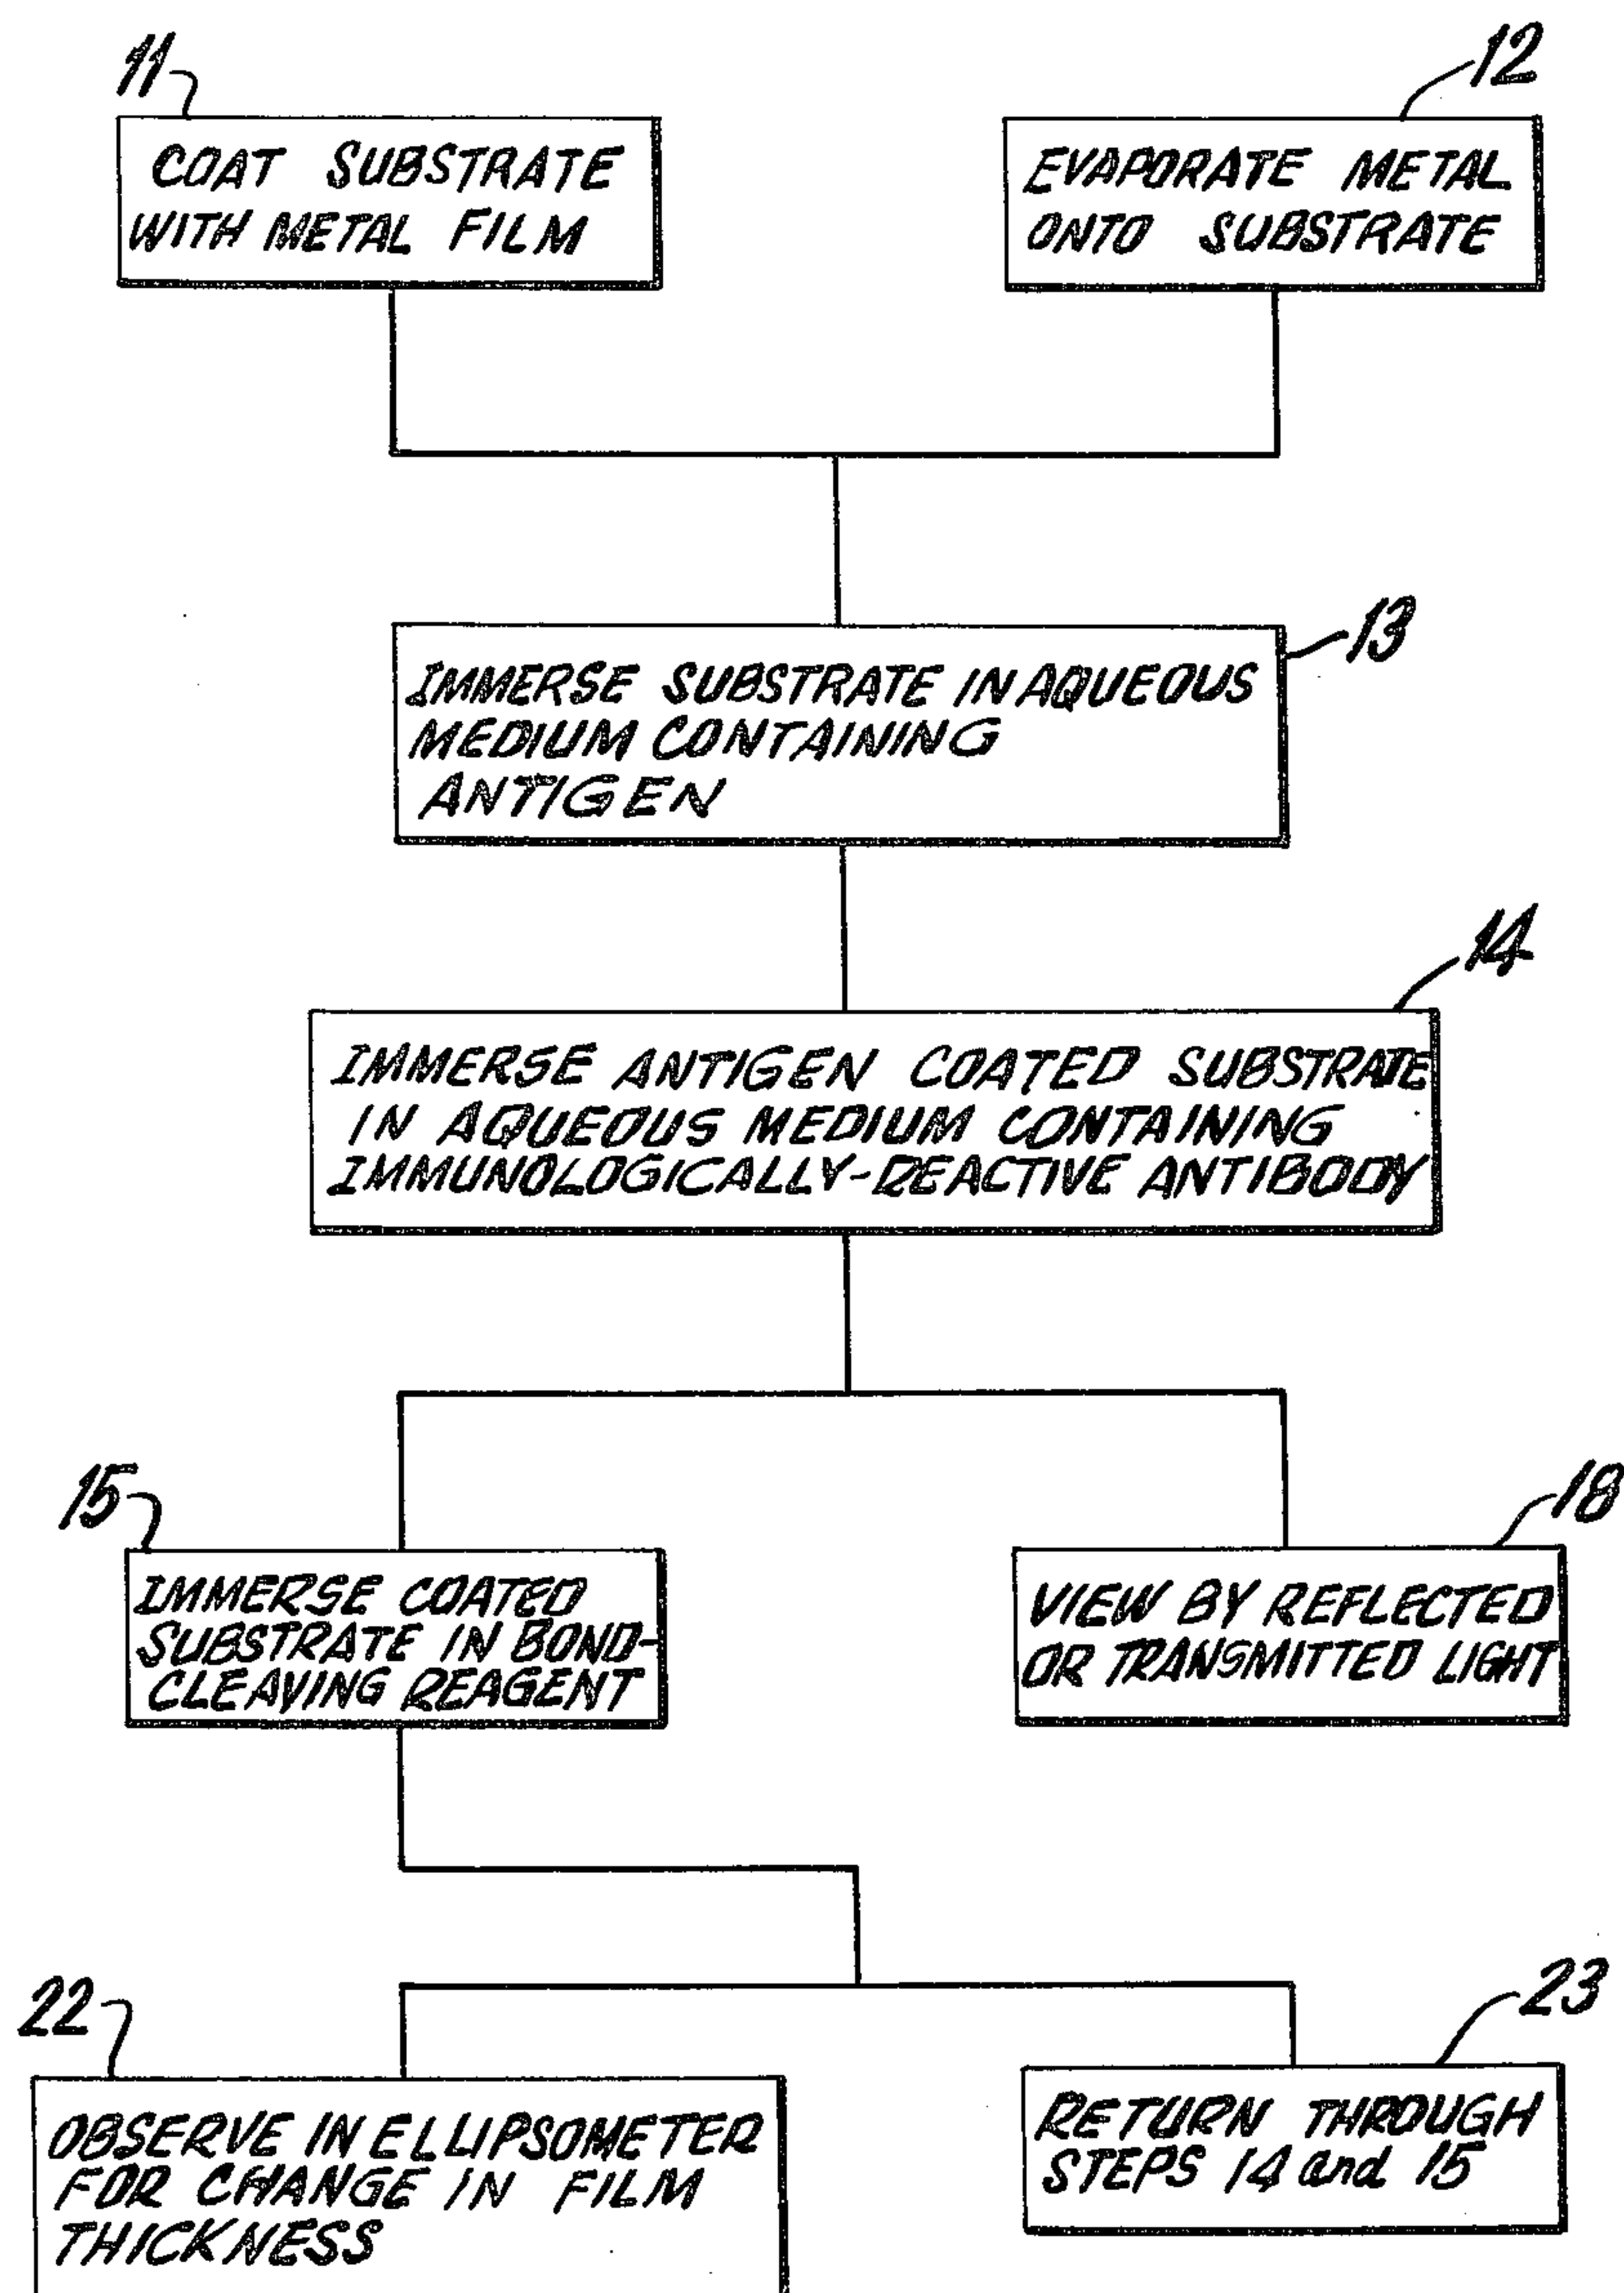 11
COAT SUBSTRATE
WITH METAL FILM
12
EVAPORATE METAL
ONTO SUBSTRATE
13
IMMERSE SUBSTRATE IN AQUEOUS
MEDIUM CONTAINING
ANTIGEN
14
IMMERSE ANTIGEN COATED SUBSTRATE
IN AQUEOUS MEDIUM CONTAINING
IMMUNOLOGICALLY-REACTIVE ANTIBODY
15
IMMERSE COATED
SUBSTRATE IN BOND-
CLEAVING REAGENT
18
VIEW BY REFLECTED
OR TRANSMITTED LIGHT
22
OBSERVE IN ELLIPSOMETER
FOR CHANGE IN FILM
THICKNESS
23
RETURN THROUGH
STEPS 14 and 15